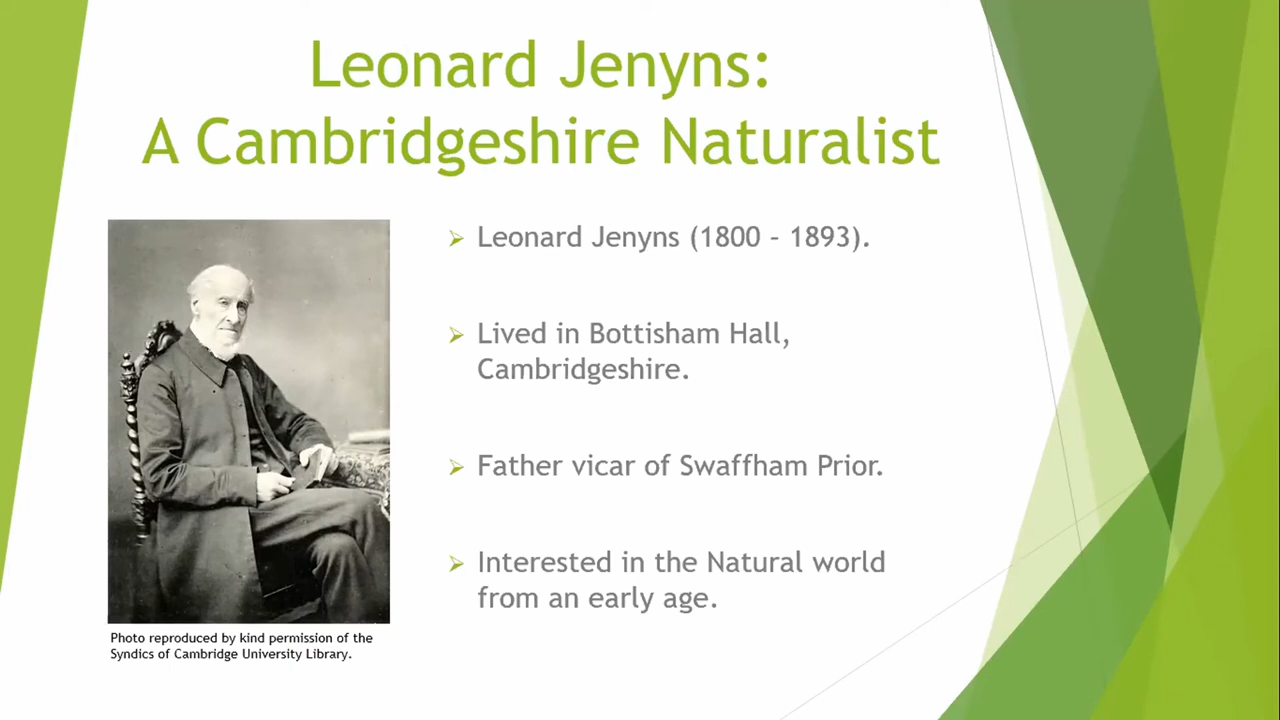 Leonard Jenyns:
A Cambridgeshire Naturalist
Leonard Jenyns (1800 - 1893).
Lived in Bottisham Hall,
Cambridgeshire.
Father vicar of Swaffham Prior.
Interested in the Natural world
from an early age.
Photo reproduced by kind permission of the
Syndics of Cambridge University Library.